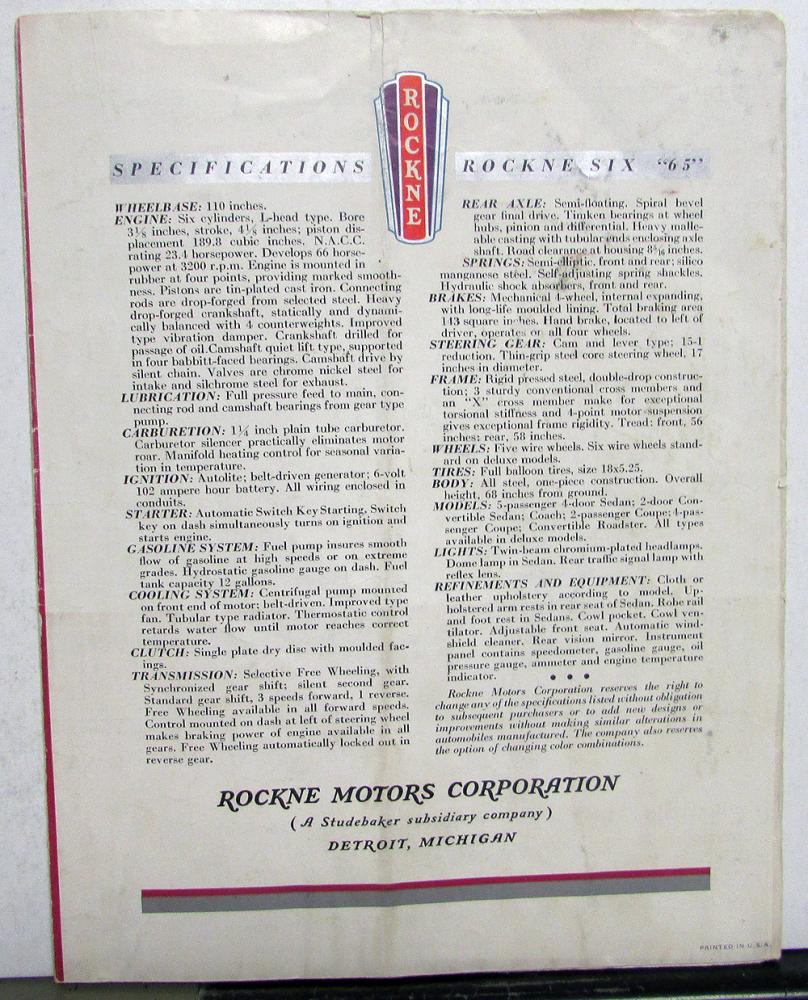 ROCKNE
SPECIFICATIONS
ROCKNE SIX "65"
WHEELBASE: 110 inches.
ENGINE: Six cylinders, L-head type. Bore
3⅛ inches, stroke, 4⅛ inches; piston dis-
placement 189.8 cubic inches. N.A.C.C.
rating 23.4 horsepower. Develops 66 horse-
power at 3200 r.p.m. Engine is mounted in
rubber at four points, providing marked smooth-
ness. Pistons are tin-plated cast iron. Connecting
rods are drop-forged from selected steel. Heavy
drop-forged crankshaft, statically and dynami-
cally balanced with 4 counterweights. Improved
type vibration damper. Crankshaft drilled for
passage of oil. Camshaft quiet lift type, supported
in four babbitt-faced bearings. Camshaft drive by
silent chain. Valves are chrome nickel steel for
intake and silchrome steel for exhaust.
LUBRICATION: Full pressure feed to main, con-
necting rod and camshaft bearings from gear type
pump.
CARBURETION: 1¼ inch plain tube carburetor.
Carburetor silencer practically eliminates motor
roar. Manifold heating control for seasonal varia-
tion in temperature.
IGNITION: Autolite; belt-driven generator; 6-volt
102 ampere hour battery. All wiring enclosed in
conduits.
STARTER: Automatic Switch Key Starting. Switch
key on dash simultaneously turns on ignition and
starts engine.
GASOLINE SYSTEM: Fuel pump insures smooth
flow of gasoline at high speeds or on extreme
grades. Hydrostatic gasoline gauge on dash. Fuel
tank capacity 12 gallons.
COOLING SYSTEM: Centrifugal pump mounted
on front end of motor; belt-driven. Improved type
fan. Tubular type radiator. Thermostatic control
retards water flow until motor reaches correct
temperature.
CLUTCH: Single plate dry disc with moulded fac-
ings.
TRANSMISSION: Selective Free Wheeling, with
Synchronized gear shift; silent second gear.
Standard gear shift, 3 speeds forward, 1 reverse.
Free Wheeling available in all forward speeds.
Control mounted on dash at left of steering wheel
makes braking power of engine available in all
gears. Free Wheeling automatically locked out in
reverse gear.
REAR AXLE: Semi-floating. Spiral bevel
gear final drive. Timken bearings at wheel
hubs, pinion and differential. Heavy malle-
able casting with tubular ends enclosing axle
shaft. Road clearance at housing inches.
SPRINGS: Semi-elliptic, front and rear; silico
manganese steel. Self-adjusting spring shackles.
Hydraulic shock absorbers, front and rear.
BRAKES: Mechanical 4-wheel, internal expanding,
with long-life moulded lining. Total braking area
143 square inches. Hand brake, located to left of
driver, operates on all four wheels.
STEERING GEAR: Cam and lever type; 15-1
reduction. Thin-grip steel core steering wheel, 17
inches in diameter.
FRAME: Rigid pressed steel, double-drop construc-
tion; 3 sturdy conventional cross members and
an "X" cross member make for exceptional
torsional stiffness and 4-point motor suspension
gives exceptional frame rigidity. Tread: front, 56
inches; rear, 58 inches.
WHEELS: Five wire wheels. Six wire wheels stand-
ard on deluxe models.
TIRES: Full balloon tires, size 18x5.25.
BODY: All steel, one-piece construction. Overall
height, 68 inches from ground.
MODELS: 5-passenger 4-door Sedan; 2-door Con-
vertible Sedan; Coach; 2-passenger Coupe; 4-pas-
senger Coupe; Convertible Roadster. All types
available in deluxe models.
LIGHTS: Twin-beam chromium-plated headlamps.
Dome lamp in Sedan. Rear traffic signal lamp with
reflex lens.
REFINEMENTS AND EQUIPMENT: Cloth or
leather upholstery according to model. Up-
holstered arm rests in rear seat of Sedan. Robe rail
and foot rest in Sedans. Cowl pocket. Cowl ven-
tilator. Adjustable front seat. Automatic wind-
shield cleaner. Rear vision mirror. Instrument
panel contains speedometer, gasoline gauge, oil
pressure gauge, ammeter and engine temperature
indicator.
• • •
Rockne Motors Corporation reserves the right to
change any of the specifications listed without obligation
to subsequent purchasers or to add new designs or
improvements without making similar alterations in
automobiles manufactured. The company also reserves
the option of changing color combinations.
ROCKNE MOTORS CORPORATION
(A Studebaker subsidiary company)
DETROIT, MICHIGAN
PRINTED IN U.S.A.